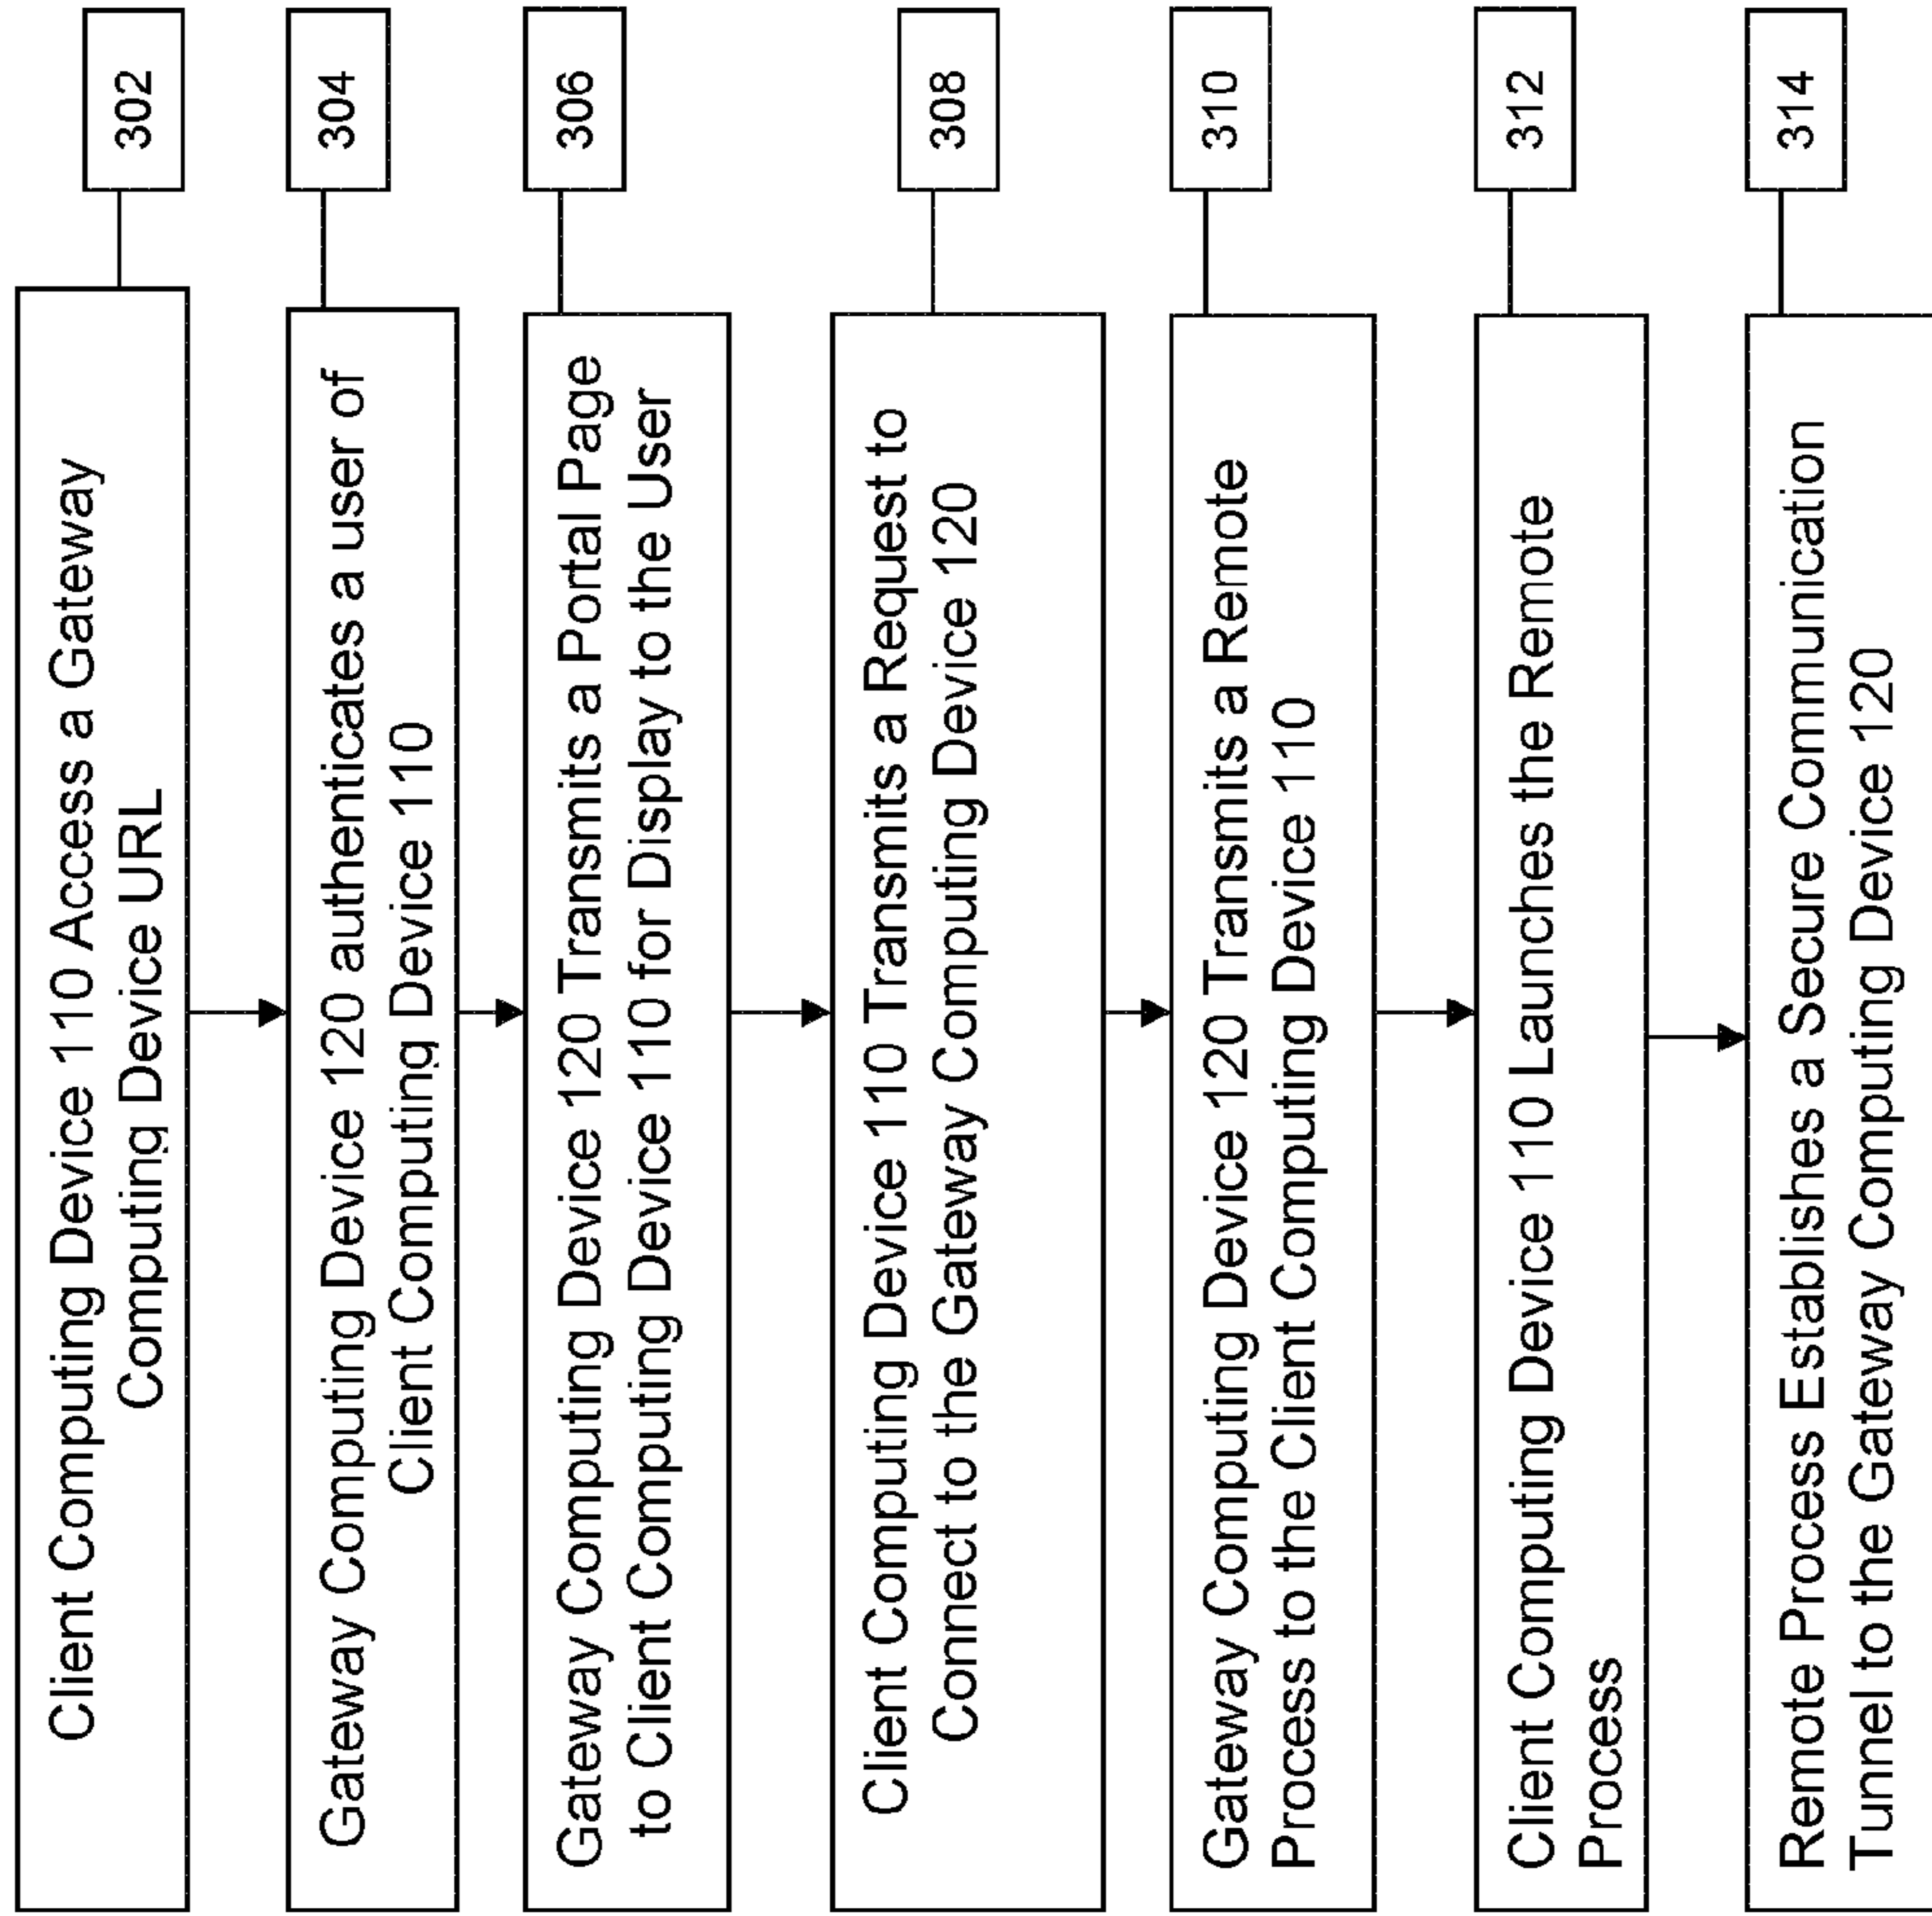 Client Computing Device 110 Access a Gateway
Computing Device URL
302
Gateway Computing Device 120 authenticates a user of
Client Computing Device 110
304
Gateway Computing Device 120 Transmits a Portal Page
to Client Computing Device 110 for Display to the User
306
Client Computing Device 110 Transmits a Request to
Connect to the Gateway Computing Device 120
308
Gateway Computing Device 120 Transmits a Remote
Process to the Client Computing Device 110
310
Client Computing Device 110 Launches the Remote
Process
312
Remote Process Establishes a Secure Communication
Tunnel to the Gateway Computing Device 120
314